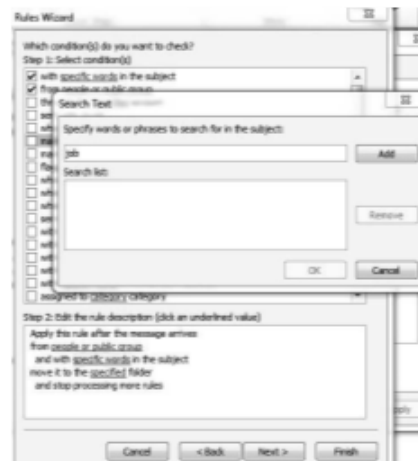 Rules Wizard
Which condition(s) do you want to check?
Step 1: Select condition(s)
with specific words in the subject
from people or public group
Search Text
Specify words or phrases to search for in the subject:
job
Add
Search list:
Remove
OK
Cancel
assigned to category category
Step 2: Edit the rule description (click an underlined value)
Apply this rule after the message arrives
from people or public group
and with specific words in the subject
move it to the specified folder
and stop processing more rules
Cancel
< Back
Next >
Finish